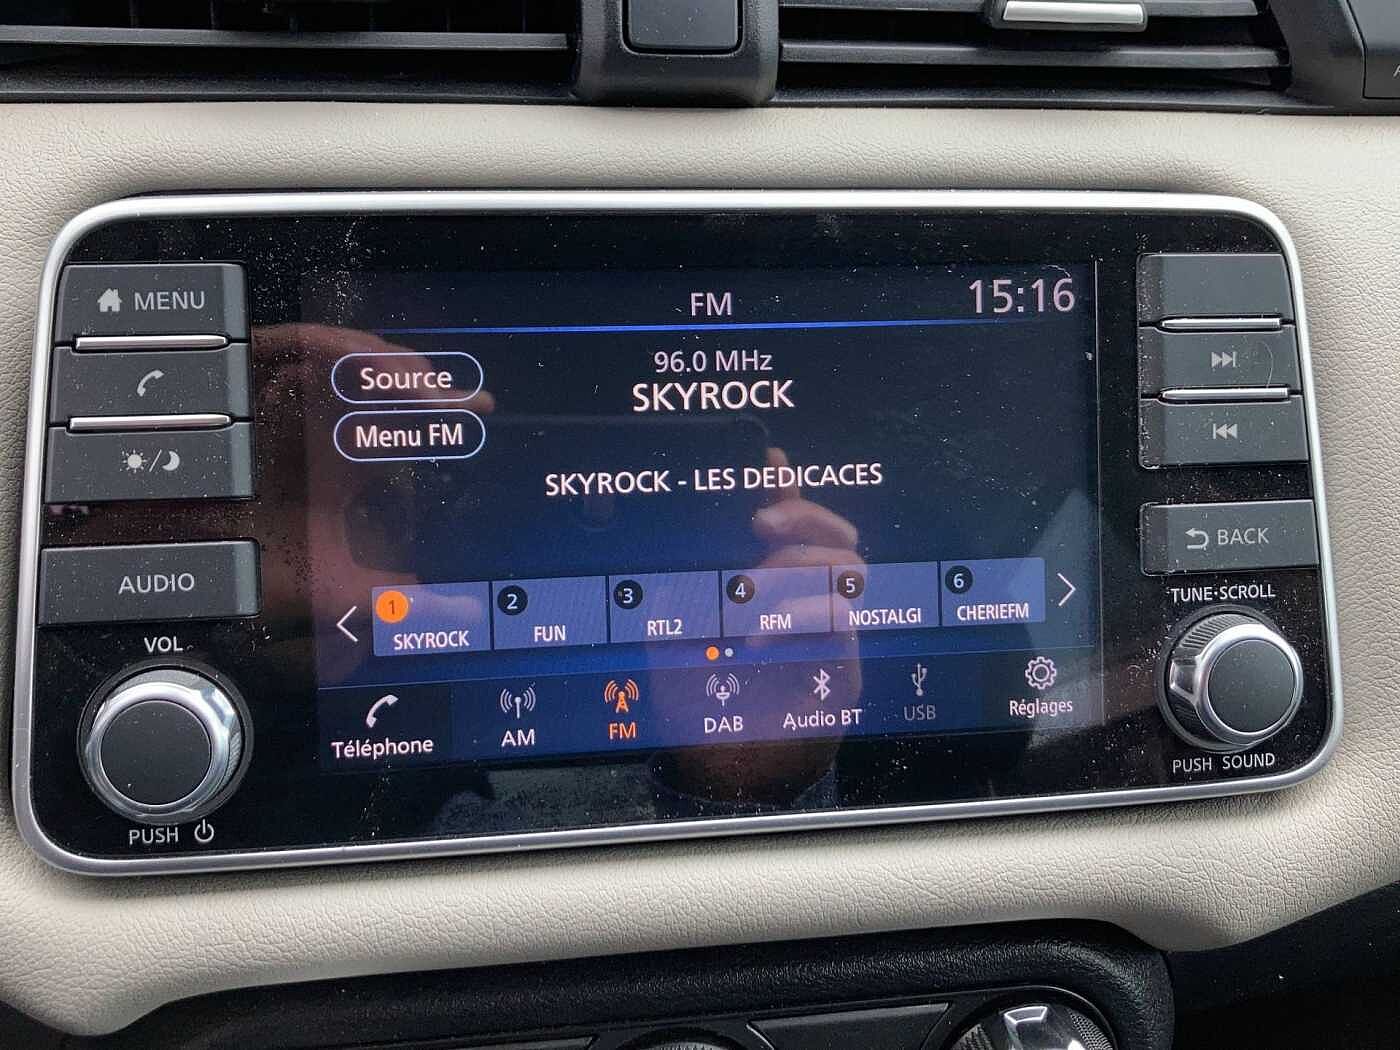 MENU
FM
15:16
96.0 MHz
Source
SKYROCK
Menu FM
SKYROCK - LES DEDICACES
BACK
AUDIO
TUNE·SCROLL
1
SKYROCK
2
FUN
3
RTL2
4
RFM
5
NOSTALGI
6
CHERIEFM
VOL
Téléphone
AM
FM
DAB
Audio BT
USB
Réglages
PUSH SOUND
PUSH